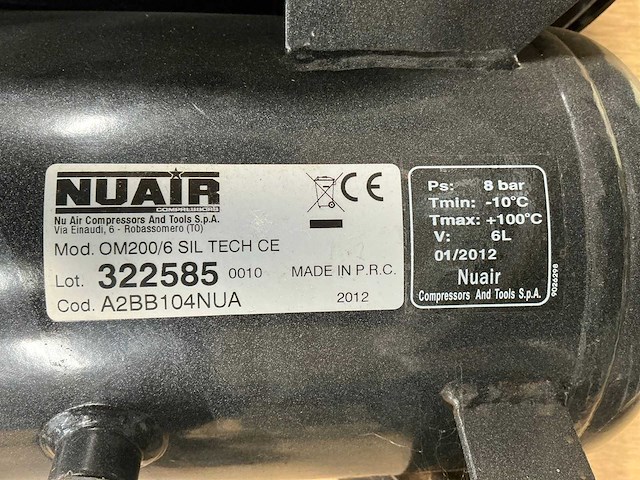 NUAIR
COMPRESSORS
Nu Air Compressors And Tools S.p.A.
Via Einaudi, 6 - Robassomero (TO)
Mod. OM200/6 SIL TECH CE
Lot. 322585 0010 MADE IN P.R.C.
Cod. A2BB104NUA 2012
CE
Ps: 8 bar
Tmin: -10°C
Tmax: +100°C
V: 6L
01/2012
Nuair
Compressors And Tools S.p.A.
9026298